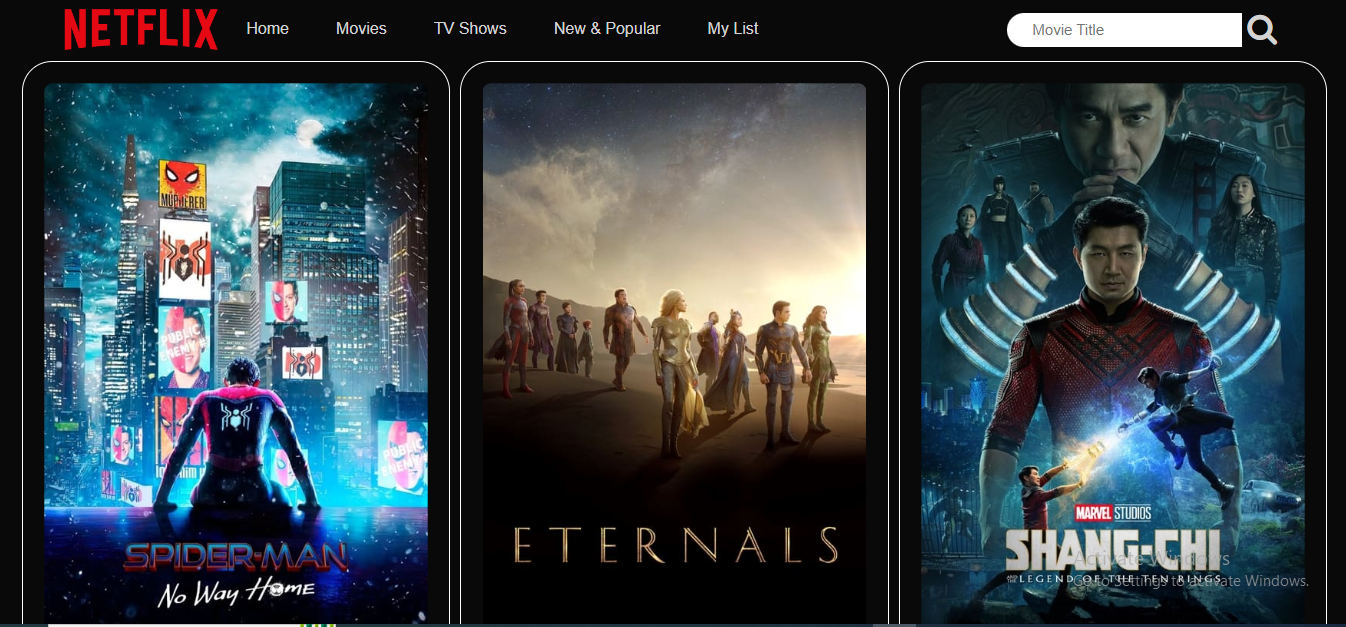 NETFLIX
Home
Movies
TV Shows
New & Popular
My List
Movie Title
MURDERER
PUBLIC
ENEMY #1
PUBLIC
ENEMY
SPIDER-MAN
NO WAY HOME
ETERNALS
MARVEL STUDIOS
SHANG-CHI
AND THE LEGEND OF THE TEN RINGS
Activate Windows
Go to Settings to activate Windows.